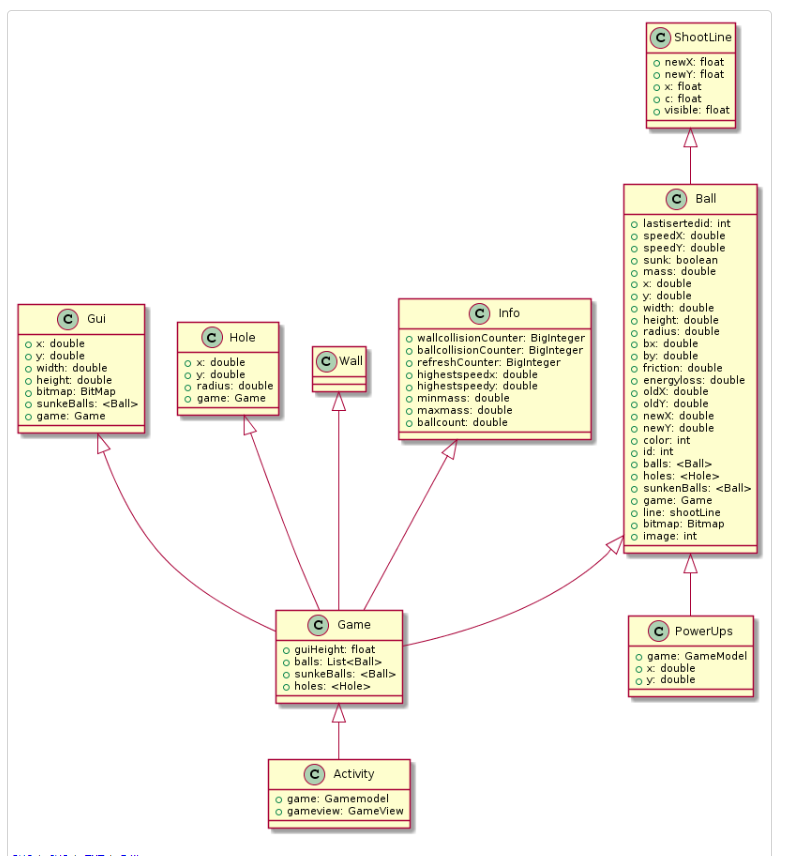 C ShootLine
newX: float
newY: float
x: float
c: float
visible: float
C Ball
lastisertedid: int
speedX: double
speedY: double
sunk: boolean
mass: double
x: double
y: double
width: double
height: double
radius: double
bx: double
by: double
friction: double
energyloss: double
oldX: double
oldY: double
newX: double
newY: double
color: int
id: int
balls: <Ball>
holes: <Hole>
sunkenBalls: <Ball>
game: Game
line: shootLine
bitmap: Bitmap
image: int
C Gui
x: double
y: double
width: double
height: double
bitmap: BitMap
sunkeBalls: <Ball>
game: Game
C Hole
x: double
y: double
radius: double
game: Game
C Wall
C Info
wallcollisionCounter: BigInteger
ballcollisionCounter: BigInteger
refreshCounter: BigInteger
highestspeedx: double
highestspeedy: double
minmass: double
maxmass: double
ballcount: double
C Game
guiHeight: float
balls: List<Ball>
sunkeBalls: <Ball>
holes: <Hole>
C PowerUps
game: GameModel
x: double
y: double
C Activity
game: Gamemodel
gameview: GameView